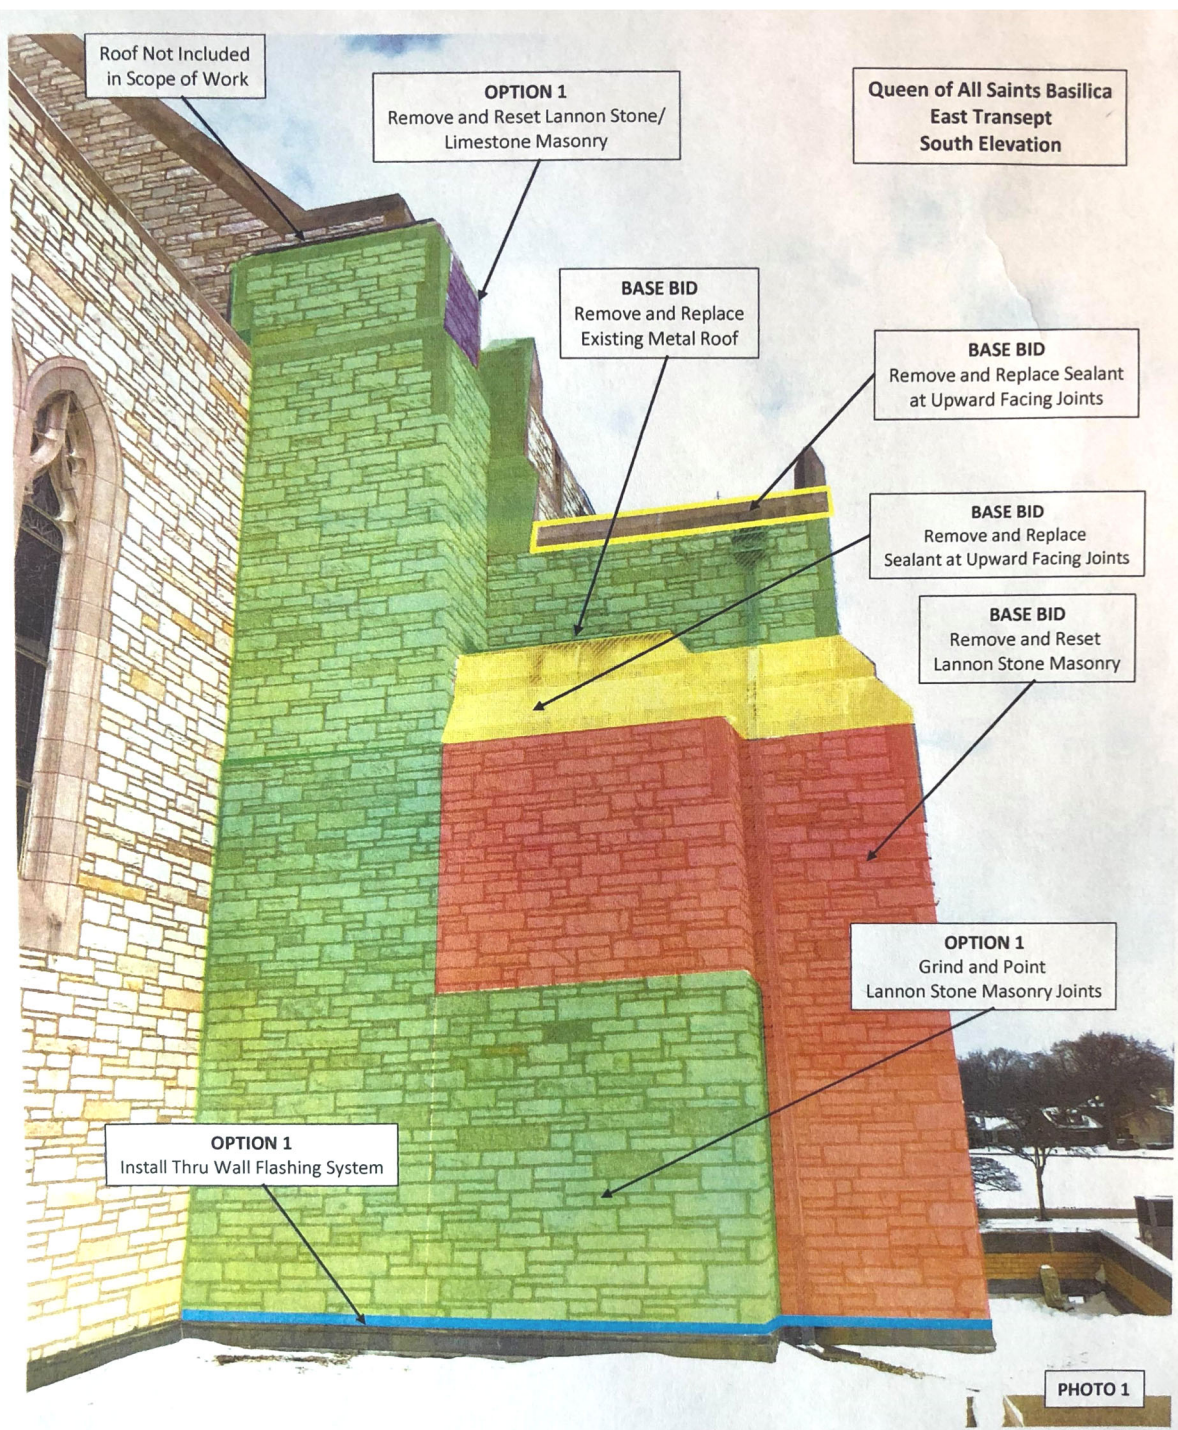 Roof Not Included
in Scope of Work
OPTION 1
Remove and Reset Lannon Stone/
Limestone Masonry
Queen of All Saints Basilica
East Transept
South Elevation
BASE BID
Remove and Replace
Existing Metal Roof
BASE BID
Remove and Replace Sealant
at Upward Facing Joints
BASE BID
Remove and Replace
Sealant at Upward Facing Joints
BASE BID
Remove and Reset
Lannon Stone Masonry
OPTION 1
Grind and Point
Lannon Stone Masonry Joints
OPTION 1
Install Thru Wall Flashing System
PHOTO 1